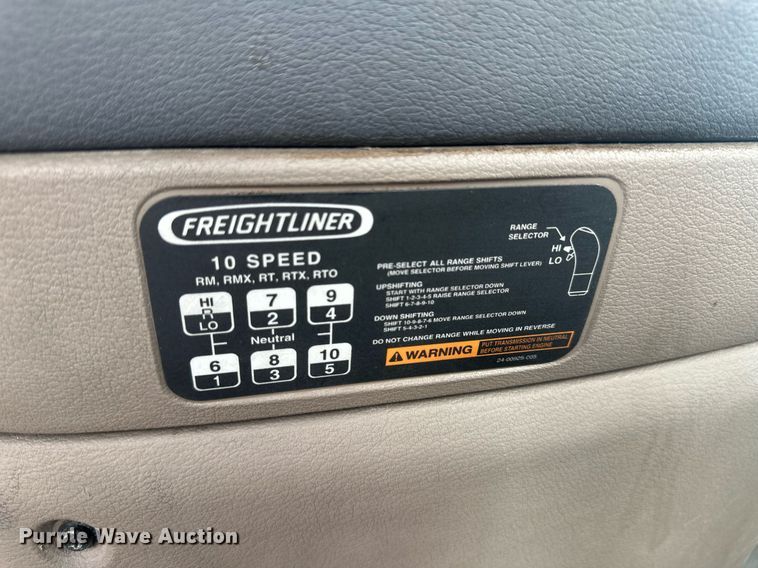 FREIGHTLINER
10 SPEED
RM, RMX, RT, RTX, RTO
HI
R
LO
7
2
9
4
Neutral
6
1
8
3
10
5
RANGE
SELECTOR
HI
LO
PRE-SELECT ALL RANGE SHIFTS
(MOVE SELECTOR BEFORE MOVING SHIFT LEVER)
UPSHIFTING
START WITH RANGE SELECTOR DOWN
SHIFT 1-2-3-4-5 RAISE RANGE SELECTOR
SHIFT 6-7-8-9-10
DOWN SHIFTING
SHIFT 10-9-8-7-6 MOVE RANGE SELECTOR DOWN
SHIFT 5-4-3-2-1
DO NOT CHANGE RANGE WHILE MOVING IN REVERSE
WARNING
PUT TRANSMISSION IN NEUTRAL
BEFORE STARTING ENGINE
24-00925-005
Purple Wave Auction